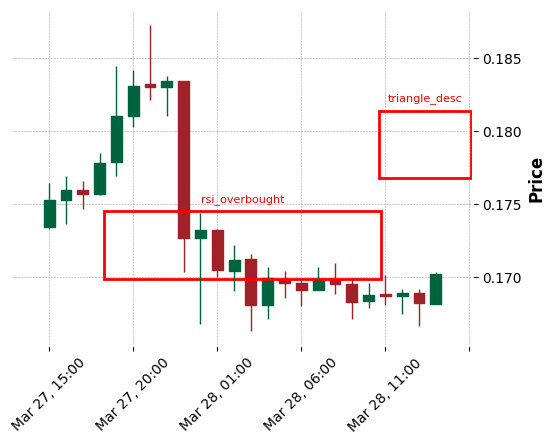 0.185
triangle_desc
0.180
rsi_overbought
0.175
0.170
Price
Mar 27, 15:00
Mar 27, 20:00
Mar 28, 01:00
Mar 28, 06:00
Mar 28, 11:00